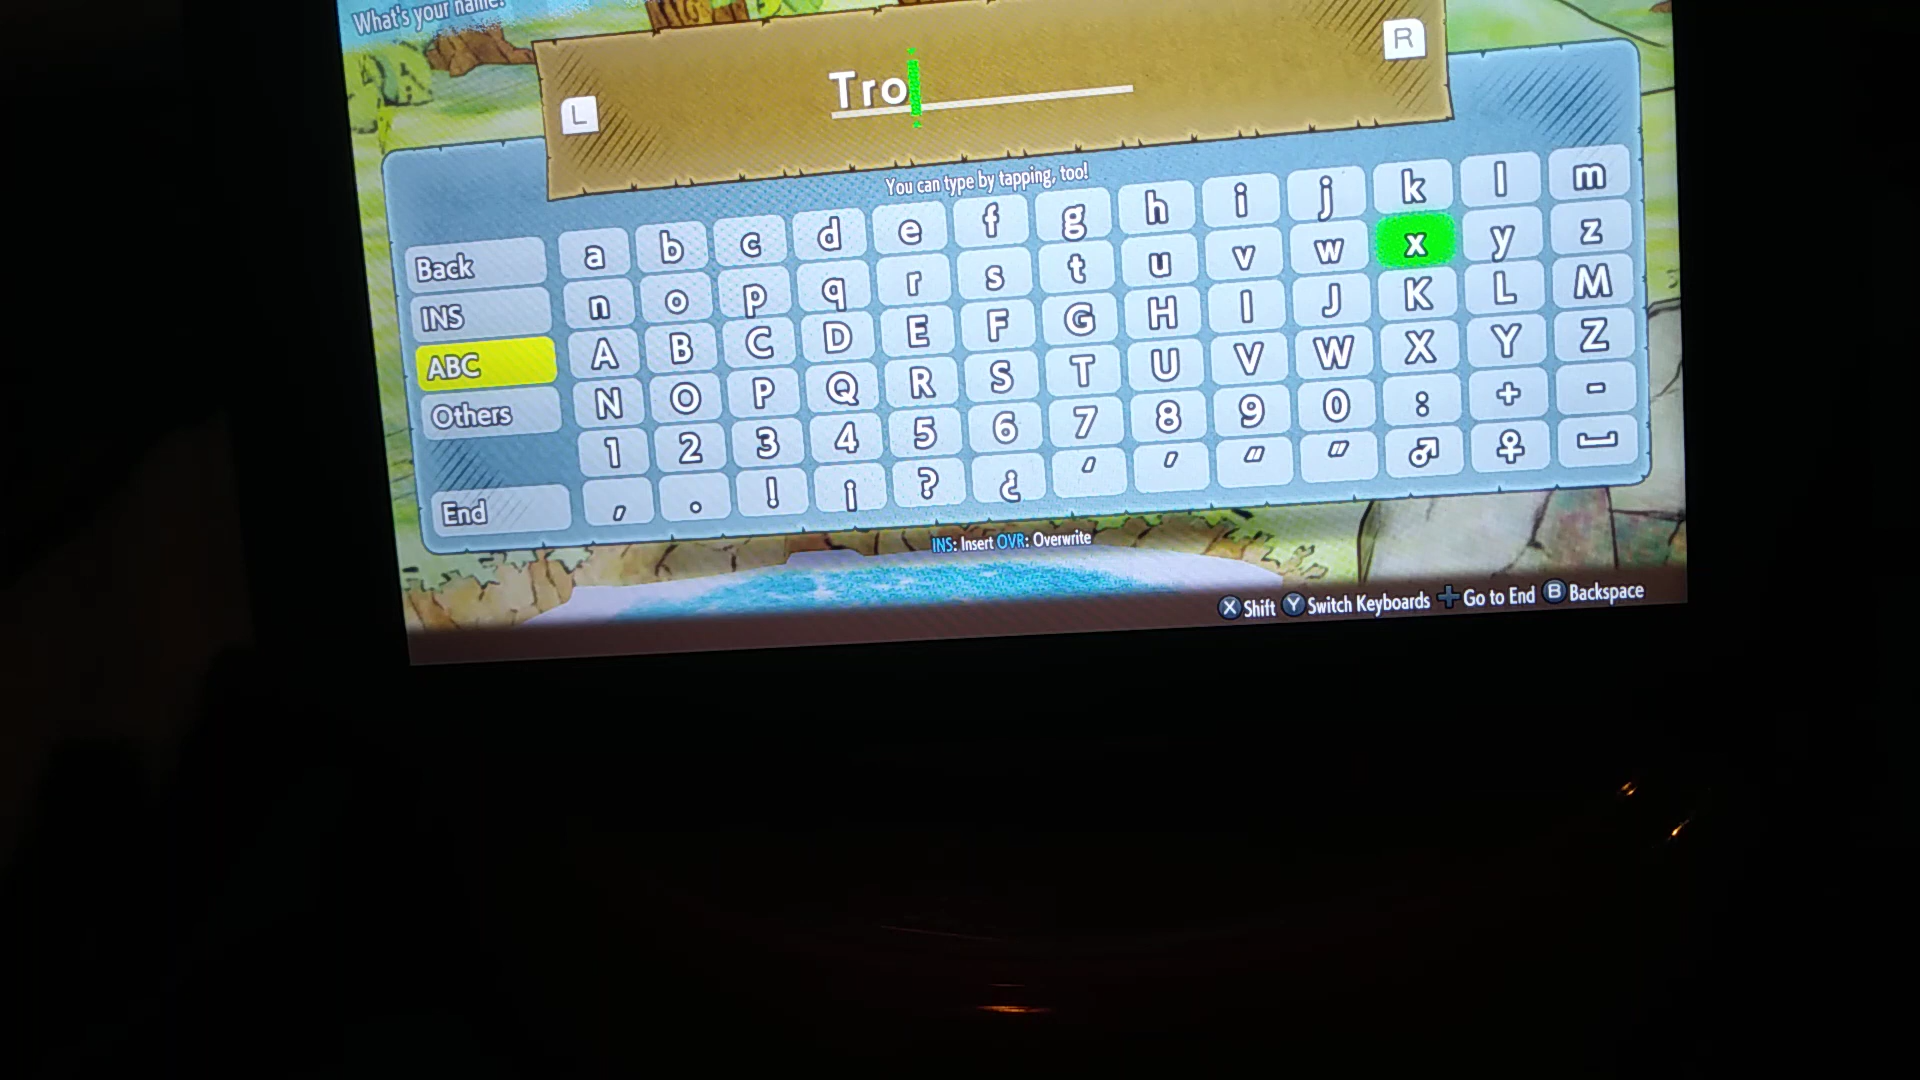 What's your name?
L
Tro
R
You can type by tapping, too!
Back
INS
ABC
Others
End
a b c d e f g h i j k l m
n o p q r s t u v w x y z
A B C D E F G H I J K L M
N O P Q R S T U V W X Y Z
1 2 3 4 5 6 7 8 9 0 : + -
, . ! ¡ ? ¿ ‘ ’ “ ” ♂ ♀ ⎵
INS: Insert OVR: Overwrite
X Shift Y Switch Keyboards + Go to End B Backspace